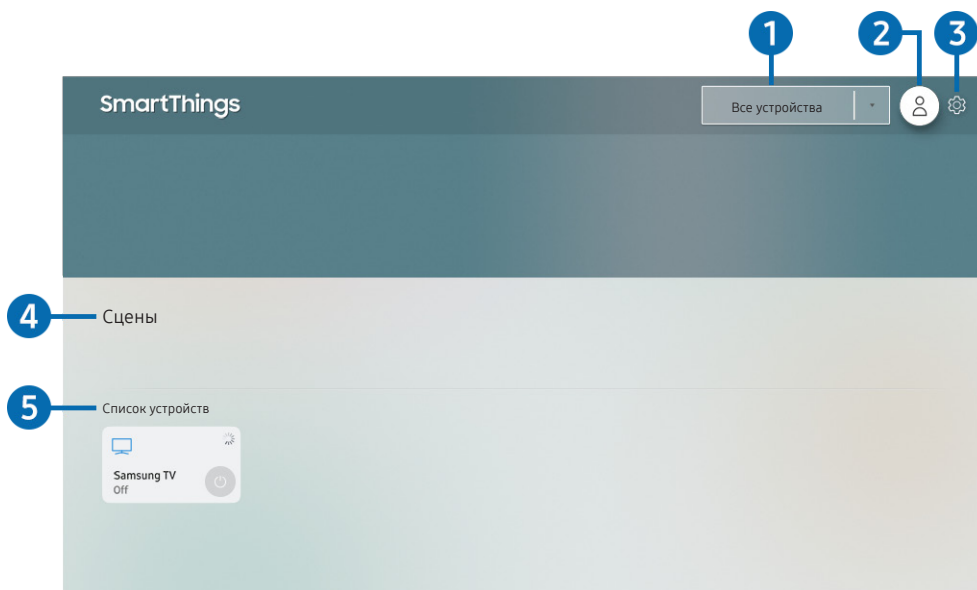 1 2 3
SmartThings
Все устройства
4 Сцены
5 Список устройств
Samsung TV
Off